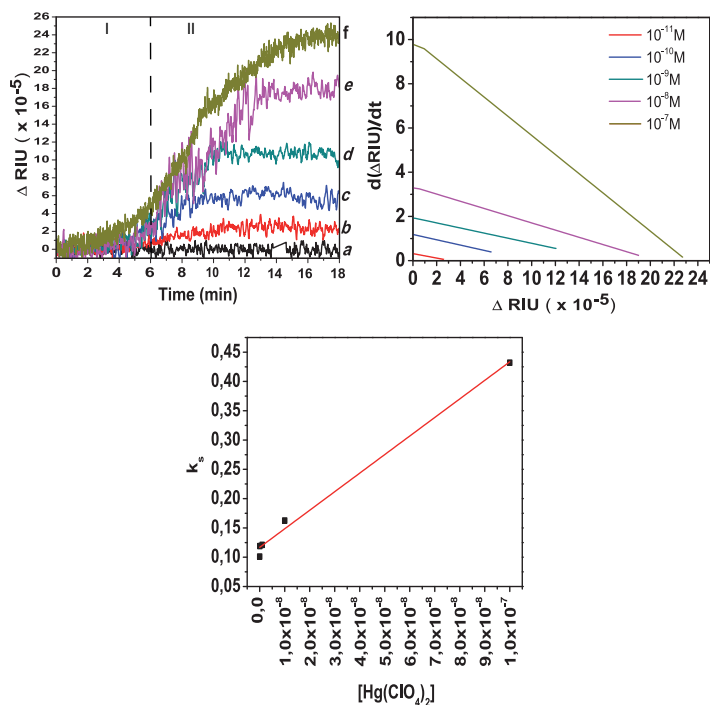 I II
Δ RIU ( x 10⁻⁵)
26
24
22
20
18
16
14
12
10
8
6
4
2
0
f
e
d
c
b
a
0 2 4 6 8 10 12 14 16 18
Time (min)
d(ΔRIU)/dt
10
8
6
4
2
0
10⁻¹¹M
10⁻¹⁰M
10⁻⁹M
10⁻⁸M
10⁻⁷M
0 2 4 6 8 10 12 14 16 18 20 22 24
Δ RIU ( x 10⁻⁵)
kₛ
0,45
0,40
0,35
0,30
0,25
0,20
0,15
0,10
0,05
0,0
1,0x10⁻⁸
2,0x10⁻⁸
3,0x10⁻⁸
4,0x10⁻⁸
5,0x10⁻⁸
6,0x10⁻⁸
7,0x10⁻⁸
8,0x10⁻⁸
9,0x10⁻⁸
1,0x10⁻⁷
[Hg(ClO₄)₂]